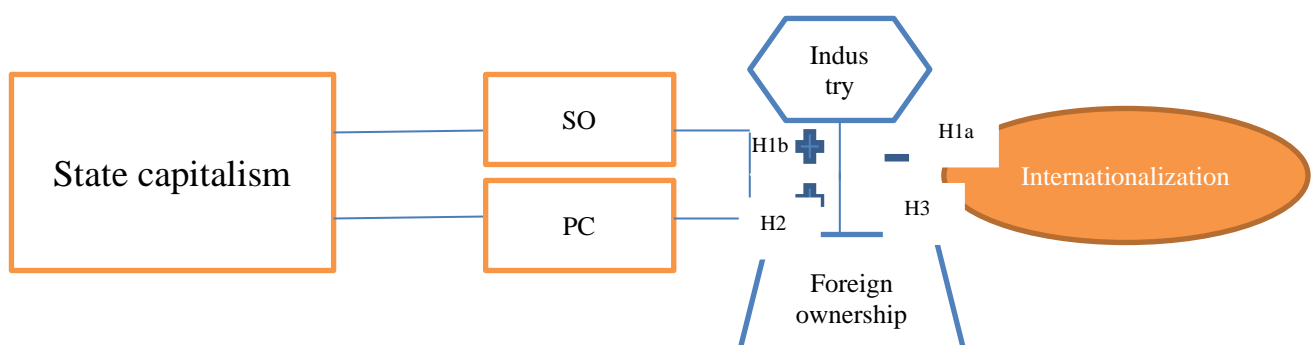 State capitalism
SO
PC
Indus
try
H1b
H2
H1a
H3
Internationalization
Foreign
ownership